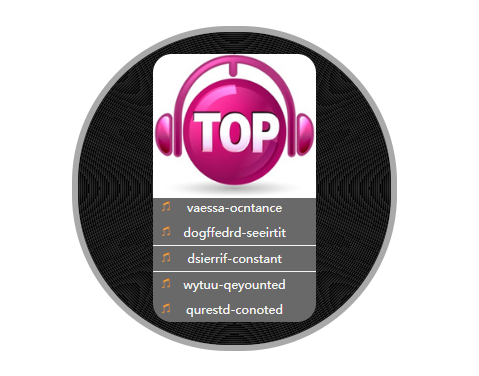 TOP
vaessa-ocntance
dogffedrd-seeirtit
dsierrif-constant
wytuu-qeyounted
qurestd-conoted